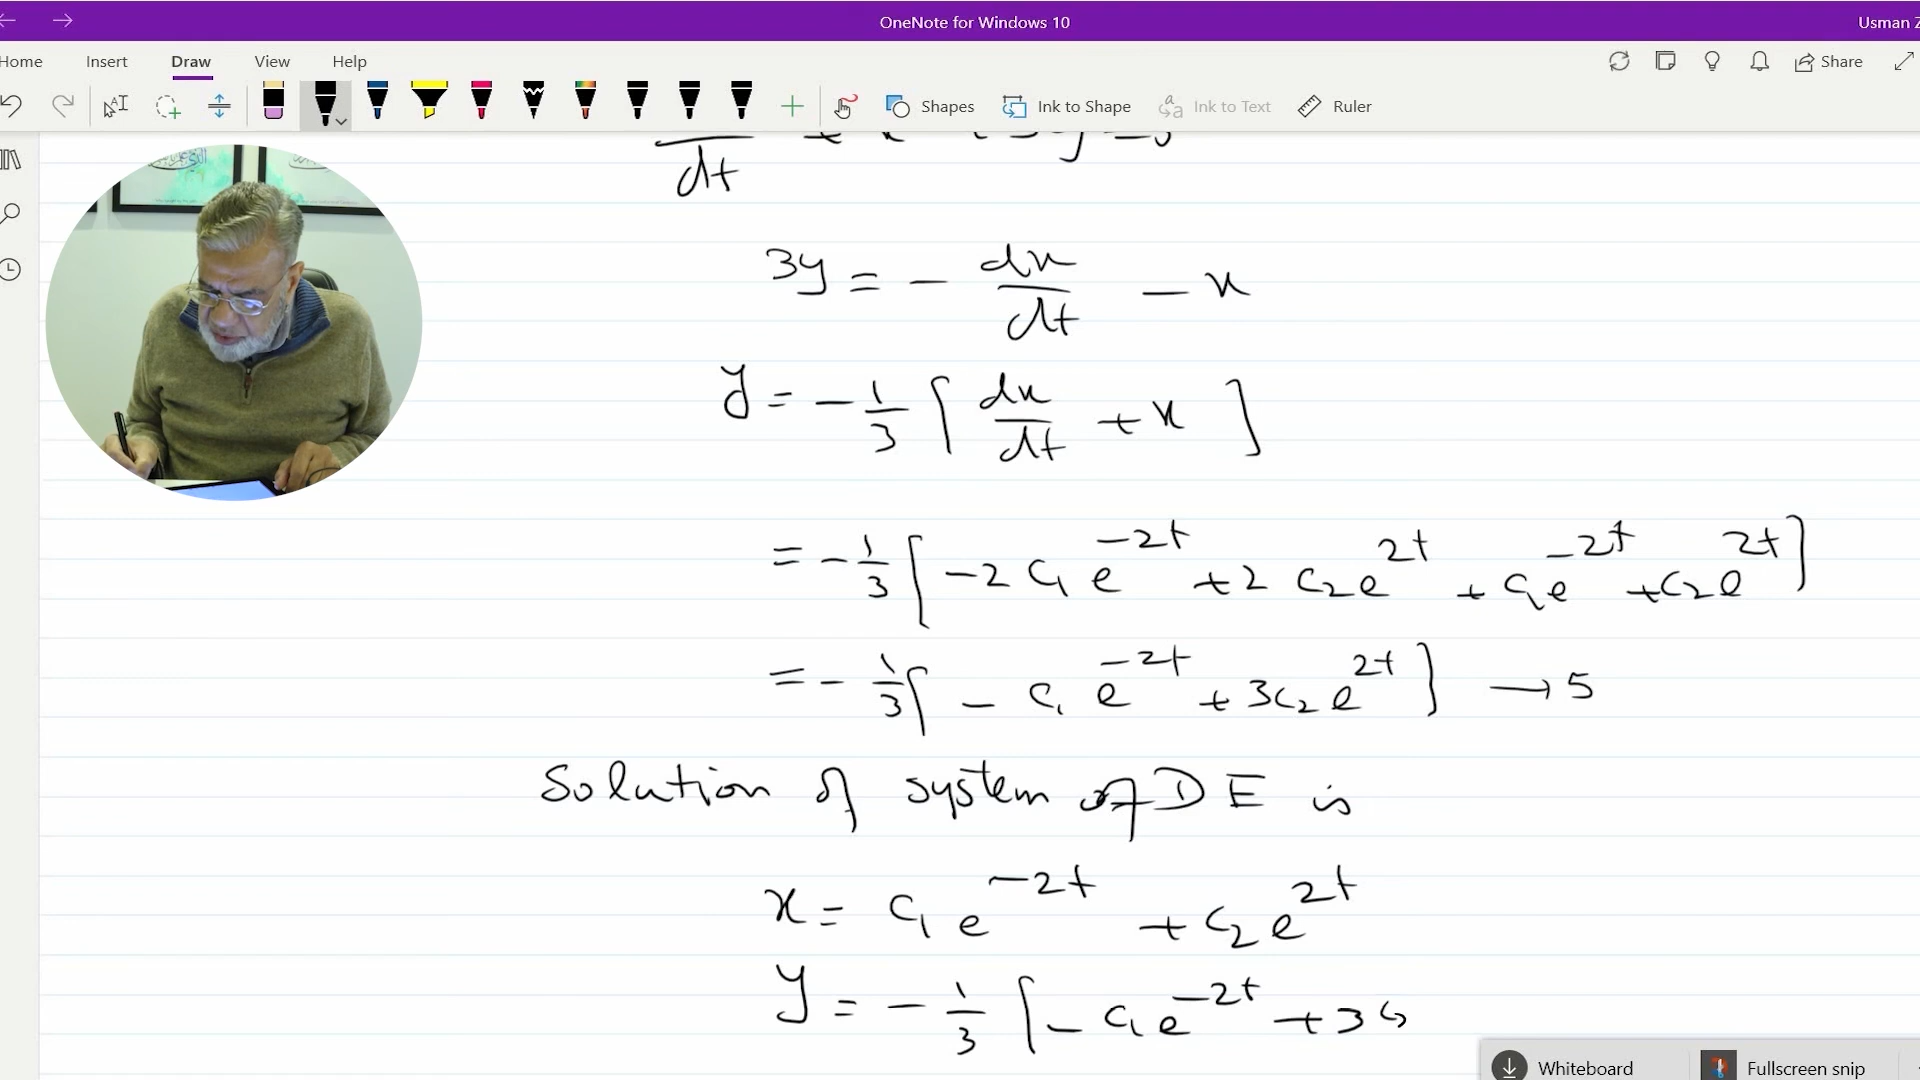 OneNote for Windows 10
Usman Z
Home Insert Draw View Help
Share
Shapes Ink to Shape Ink to Text Ruler
dt
3y = - dx/dt - x
y = - 1/3 [ dx/dt + x ]
= - 1/3 [ -2 c₁ e^{-2t} + 2 c₂ e^{2t} + c₁ e^{-2t} + c₂ e^{2t} ]
= - 1/3 [ - c₁ e^{-2t} + 3c₂ e^{2t} ] → 5
Solution of system of DE is
x = c₁ e^{-2t} + c₂ e^{2t}
y = - 1/3 [ - c₁ e^{-2t} + 3c
Whiteboard Fullscreen snip